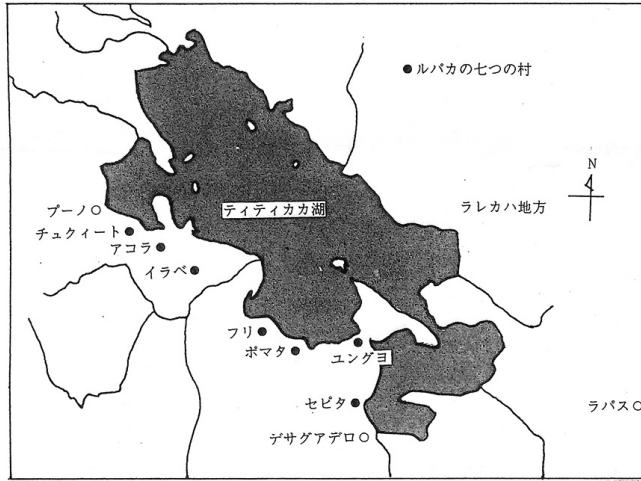 ●ルパカの七つの村
N
ラレカハ地方
ティティカカ湖
プーノ○
チュクィート●
アコラ●
イラベ●
フリ
ポマタ
ユングヨ
セピタ●
デサグアデロ○
ラパス○